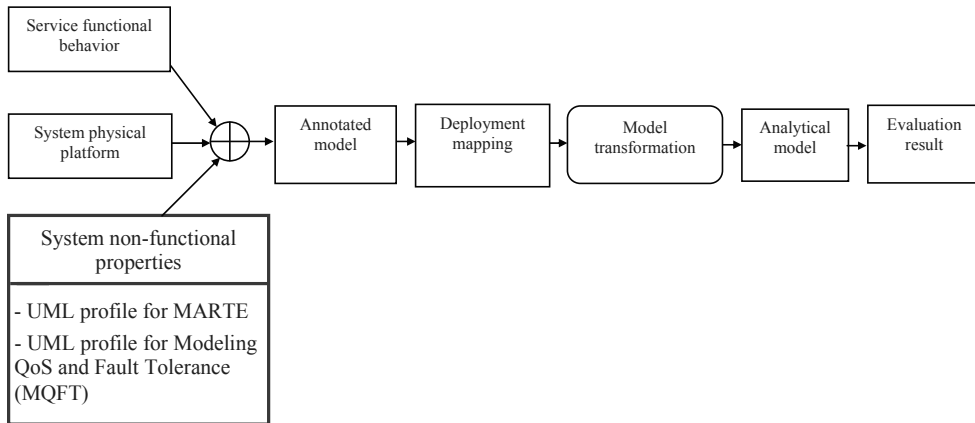 Service functional
behavior
System physical
platform
Annotated
model
Deployment
mapping
Model
transformation
Analytical
model
Evaluation
result
System non-functional
properties
- UML profile for MARTE
- UML profile for Modeling
QoS and Fault Tolerance
(MQFT)